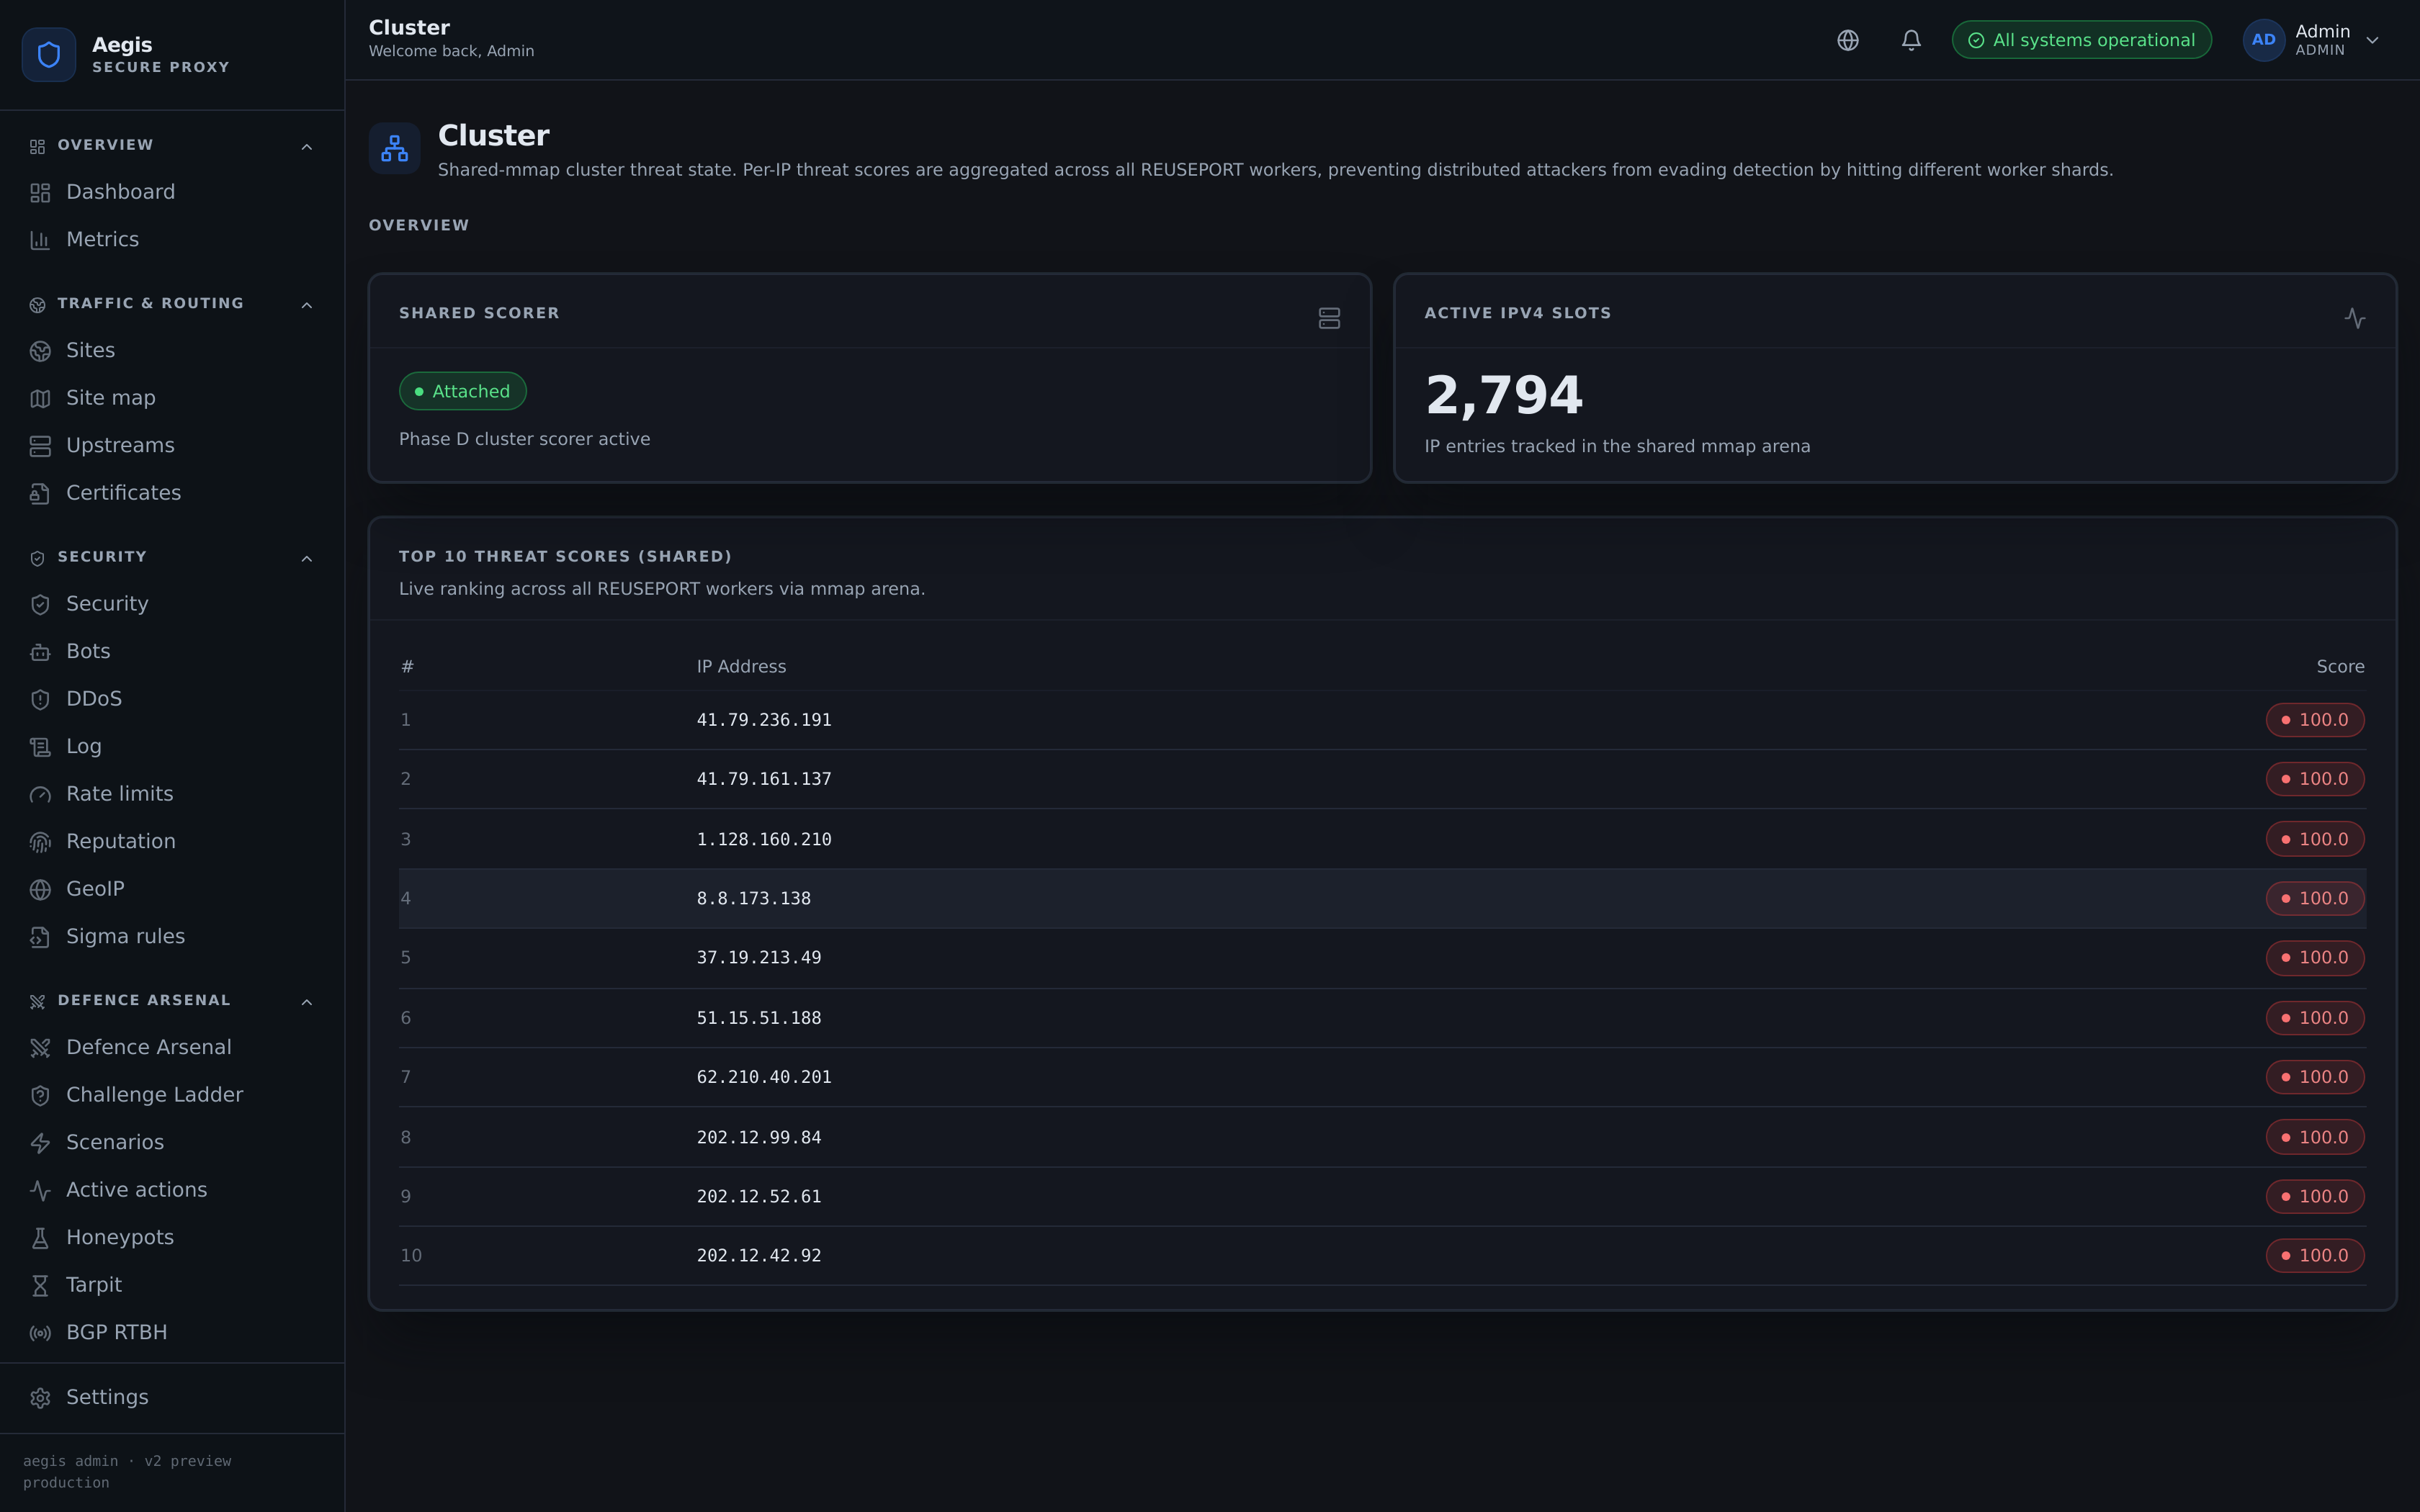 Aegis
SECURE PROXY
OVERVIEW
Dashboard
Metrics
TRAFFIC & ROUTING
Sites
Site map
Upstreams
Certificates
SECURITY
Security
Bots
DDoS
Log
Rate limits
Reputation
GeoIP
Sigma rules
DEFENCE ARSENAL
Defence Arsenal
Challenge Ladder
Scenarios
Active actions
Honeypots
Tarpit
BGP RTBH
Settings
aegis admin · v2 preview
production
Cluster
Welcome back, Admin
All systems operational
AD
Admin
ADMIN
Cluster
Shared-mmap cluster threat state. Per-IP threat scores are aggregated across all REUSEPORT workers, preventing distributed attackers from evading detection by hitting different worker shards.
OVERVIEW
SHARED SCORER
Attached
Phase D cluster scorer active
ACTIVE IPV4 SLOTS
2,794
IP entries tracked in the shared mmap arena
TOP 10 THREAT SCORES (SHARED)
Live ranking across all REUSEPORT workers via mmap arena.
# IP Address Score
1 41.79.236.191 100.0
2 41.79.161.137 100.0
3 1.128.160.210 100.0
4 8.8.173.138 100.0
5 37.19.213.49 100.0
6 51.15.51.188 100.0
7 62.210.40.201 100.0
8 202.12.99.84 100.0
9 202.12.52.61 100.0
10 202.12.42.92 100.0